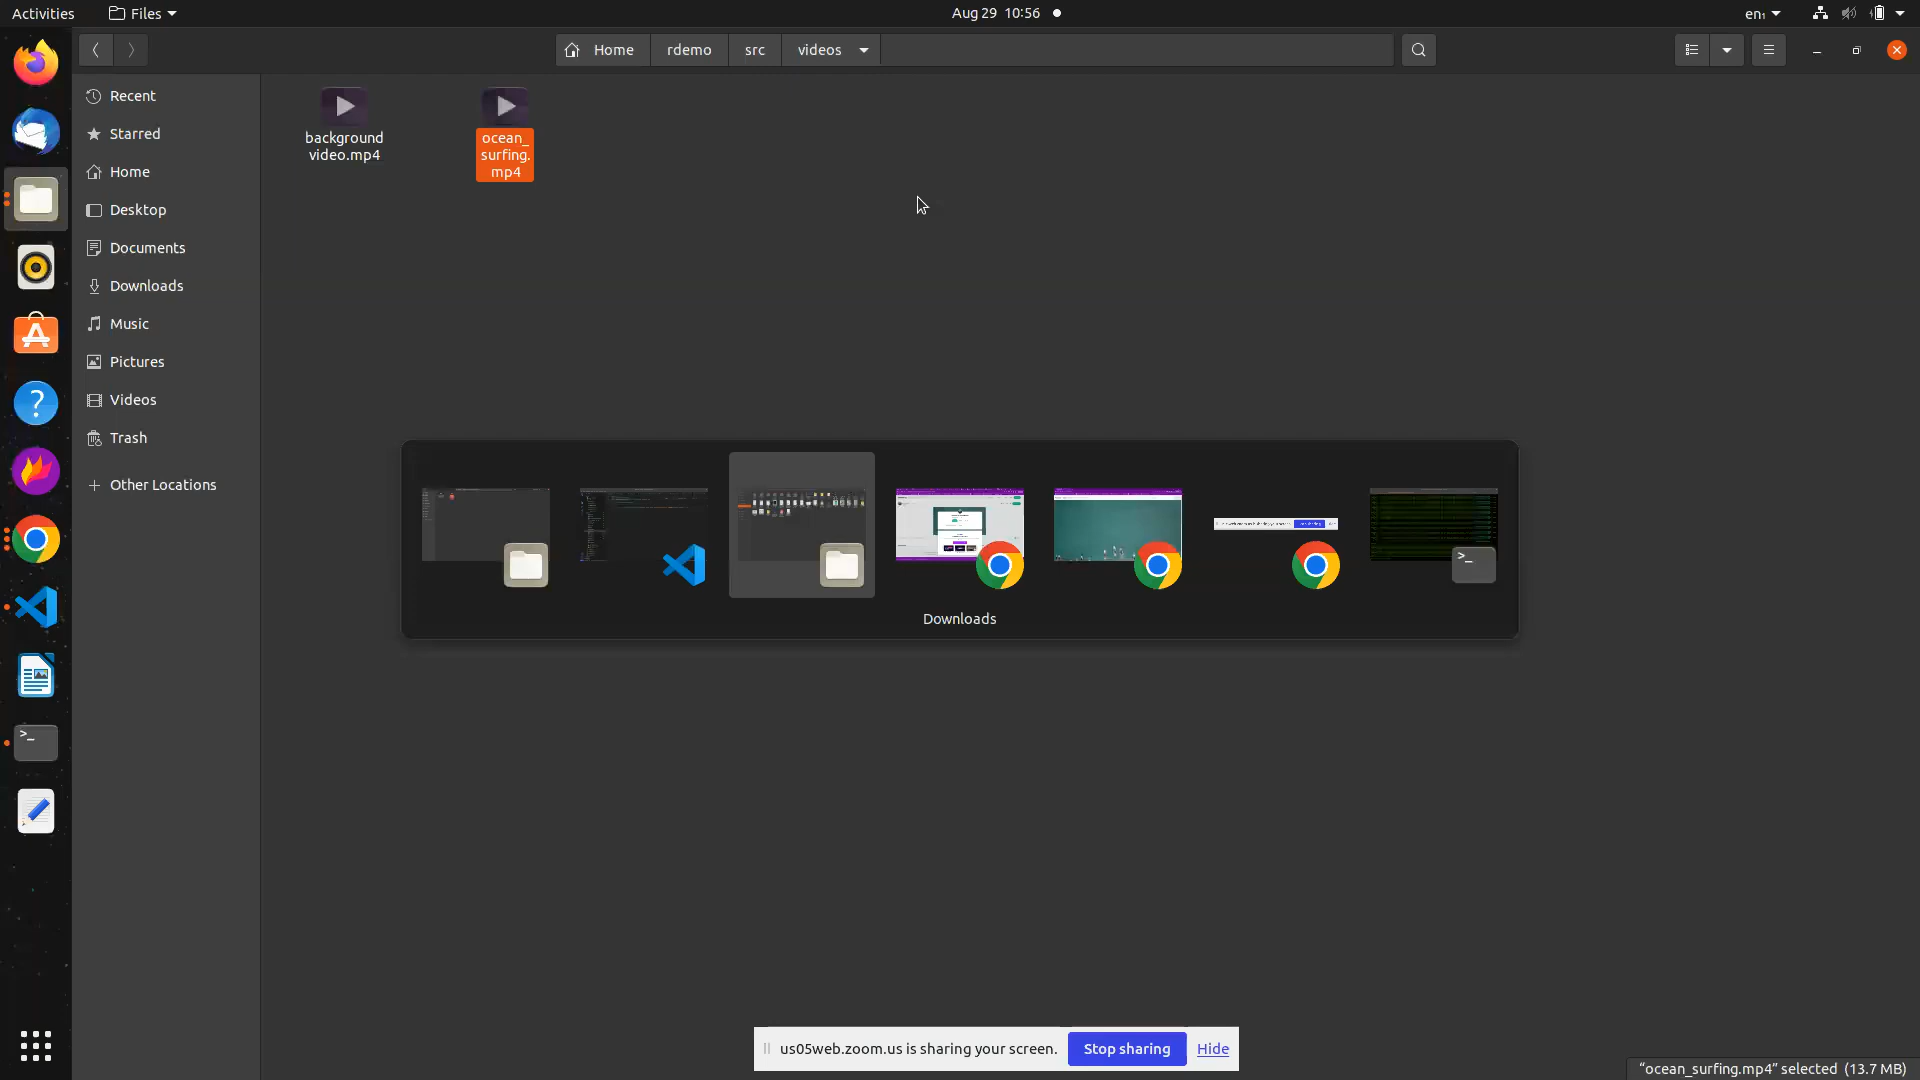 Activities
Files
Aug 29 10:56
en₁
Home
rdemo
src
videos
Recent
Starred
Home
Desktop
Documents
Downloads
Music
Pictures
Videos
Trash
Other Locations
background
video.mp4
ocean_
surfing.
mp4
Downloads
us05web.zoom.us is sharing your screen.
Stop sharing
Hide
“ocean_surfing.mp4” selected (13.7 MB)